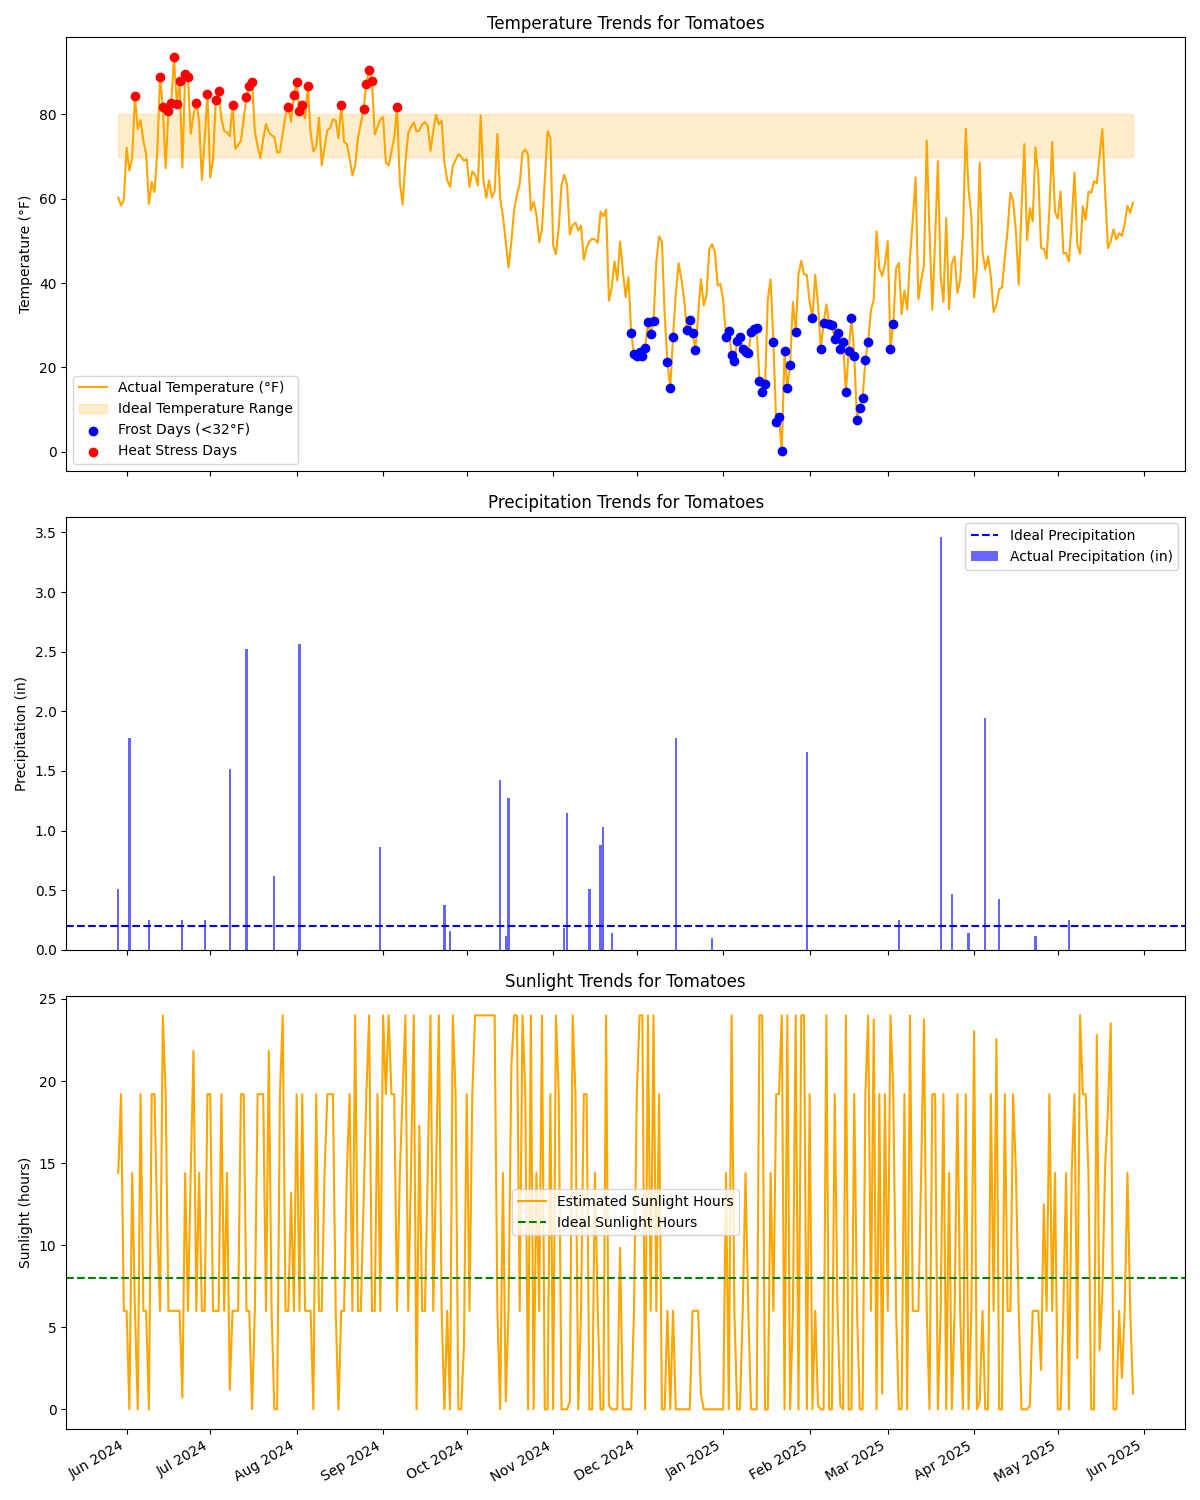 Temperature Trends for Tomatoes
Temperature (°F)
80
60
40
20
0
Actual Temperature (°F)
Ideal Temperature Range
Frost Days (<32°F)
Heat Stress Days
Precipitation Trends for Tomatoes
Precipitation (in)
3.5
3.0
2.5
2.0
1.5
1.0
0.5
0.0
Ideal Precipitation
Actual Precipitation (in)
Sunlight Trends for Tomatoes
Sunlight (hours)
25
20
15
10
5
0
Estimated Sunlight Hours
Ideal Sunlight Hours
Jun 2024
Jul 2024
Aug 2024
Sep 2024
Oct 2024
Nov 2024
Dec 2024
Jan 2025
Feb 2025
Mar 2025
Apr 2025
May 2025
Jun 2025